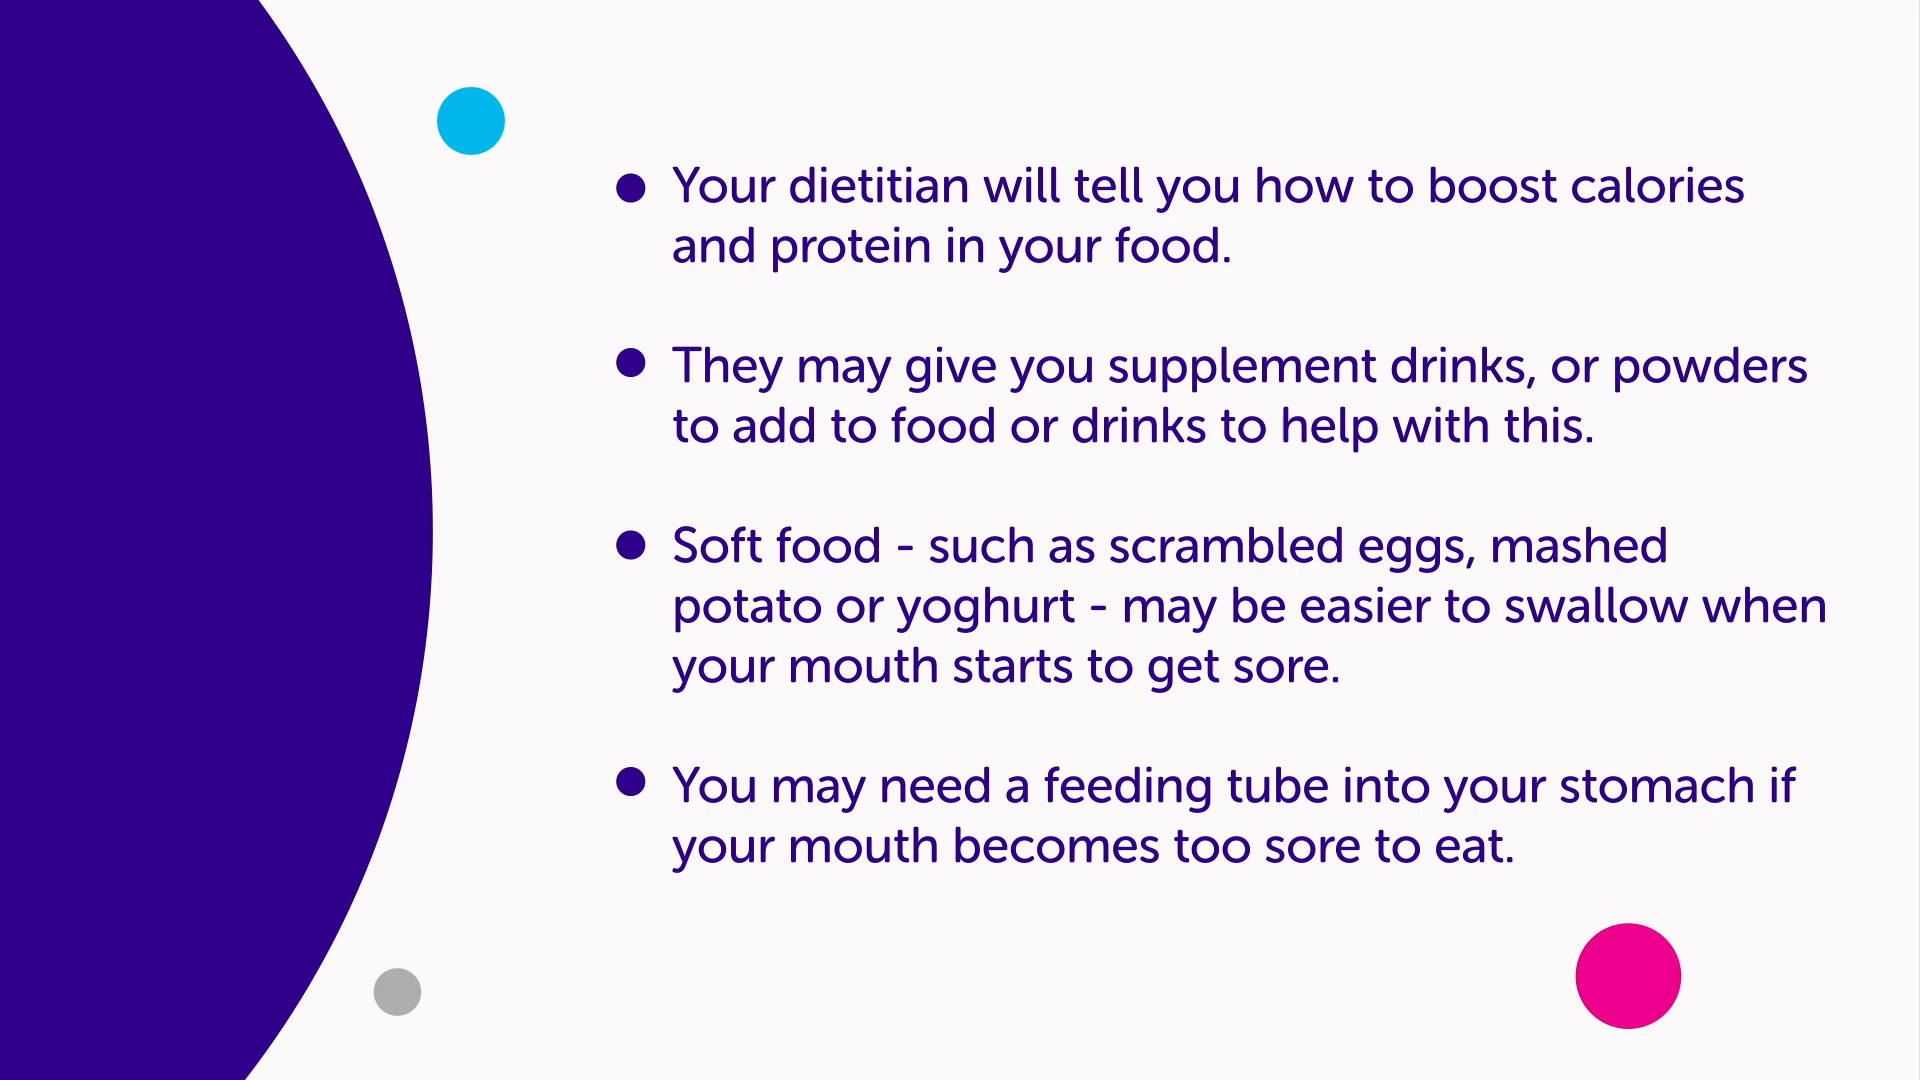 Your dietitian will tell you how to boost calories
and protein in your food.
They may give you supplement drinks, or powders
to add to food or drinks to help with this.
Soft food - such as scrambled eggs, mashed
potato or yoghurt - may be easier to swallow when
your mouth starts to get sore.
You may need a feeding tube into your stomach if
your mouth becomes too sore to eat.